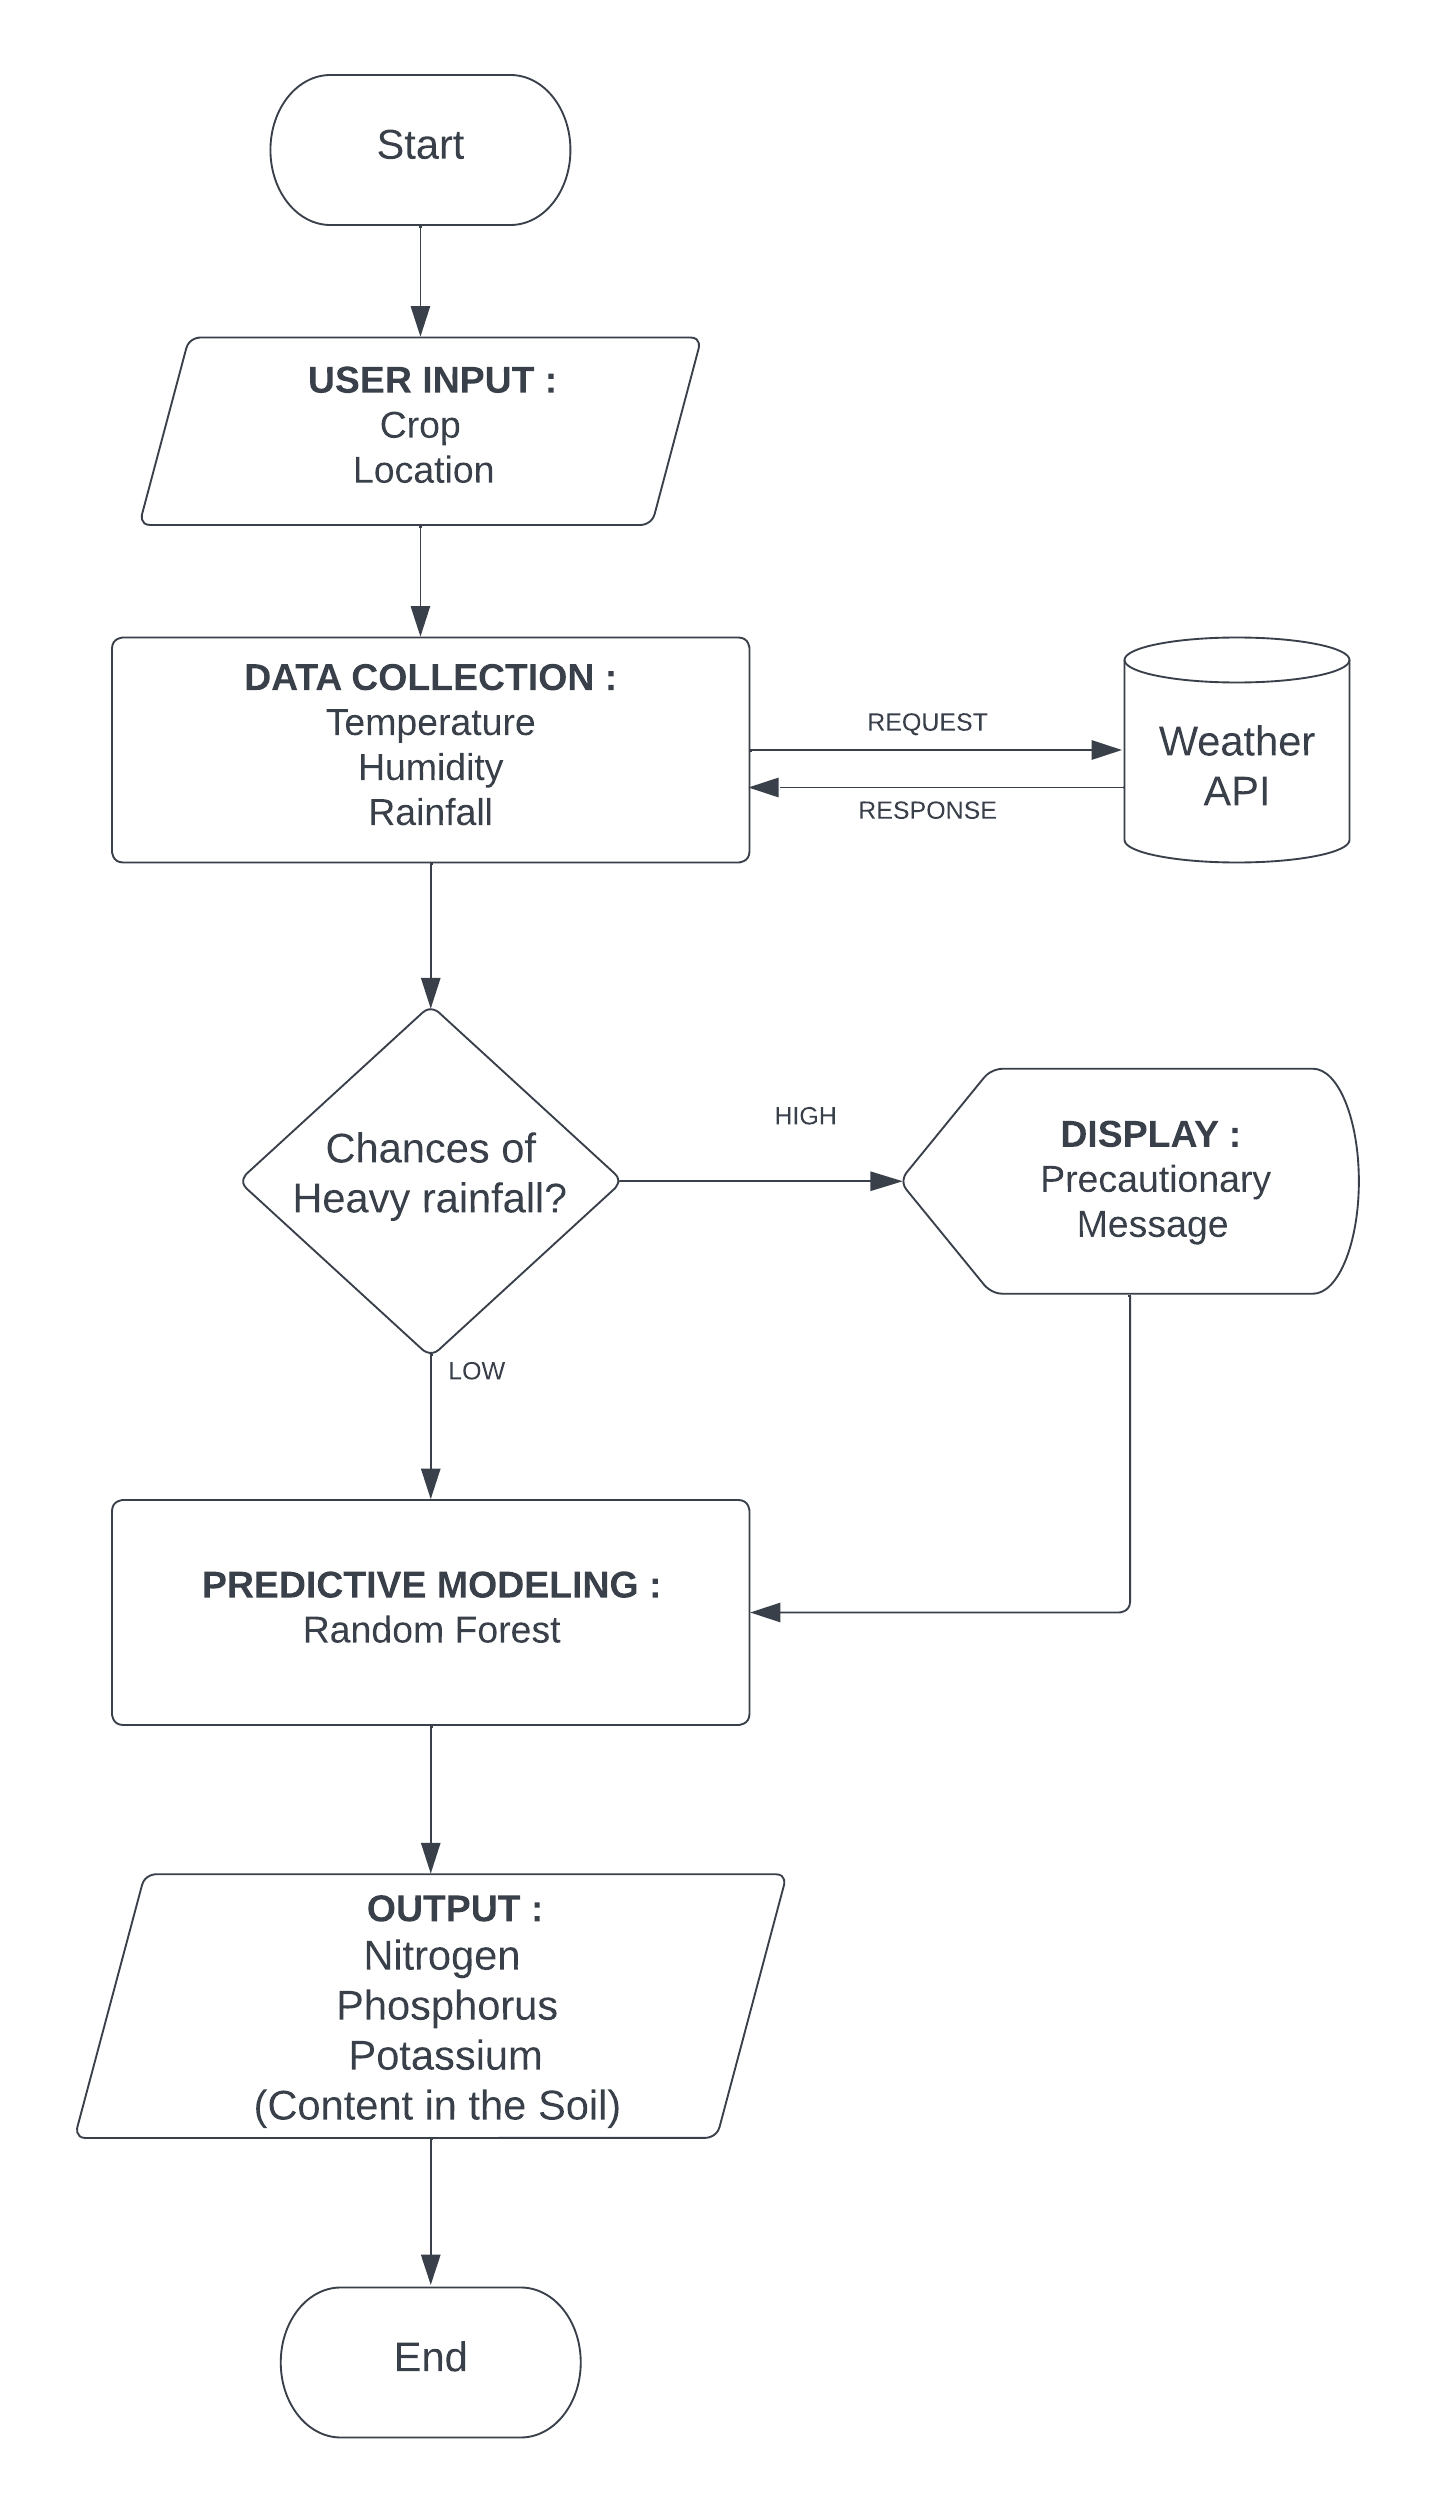 Start
USER INPUT :
Crop
Location
DATA COLLECTION :
Temperature
Humidity
Rainfall
REQUEST
RESPONSE
Weather
API
Chances of
Heavy rainfall?
HIGH
DISPLAY :
Precautionary
Message
LOW
PREDICTIVE MODELING :
Random Forest
OUTPUT :
Nitrogen
Phosphorus
Potassium
(Content in the Soil)
End